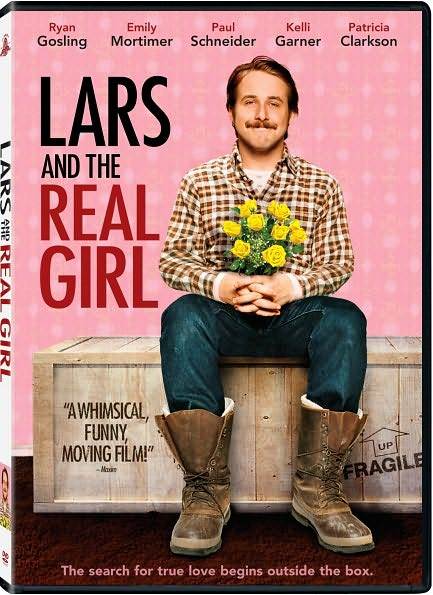 Ryan Gosling
Emily Mortimer
Paul Schneider
Kelli Garner
Patricia Clarkson
LARS
AND THE
REAL
GIRL
"A WHIMSICAL,
FUNNY,
MOVING FILM!"
– Maxim
UP
FRAGILE
The search for true love begins outside the box.
LARS AND THE REAL GIRL